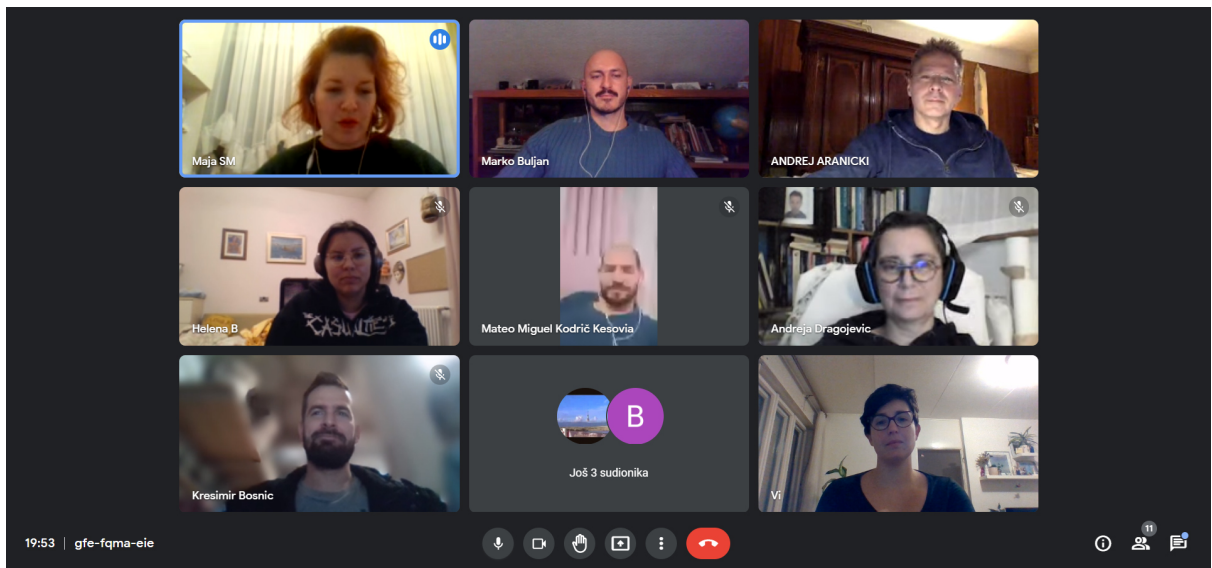 Maja SM
Marko Buljan
ANDREJ ARANICKI
Helena B
CASUALTIES
Mateo Miguel Kodrič Kesovia
Andreja Dragojevic
Kresimir Bosnic
B
Još 3 sudionika
Vi
19:53 | gfe-fqma-eie
11